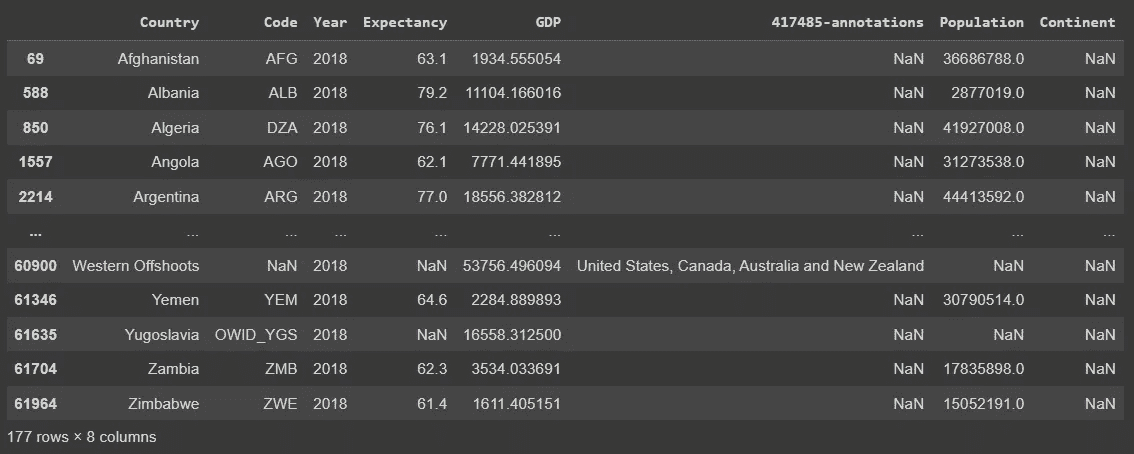 Country Code Year Expectancy GDP 417485-annotations Population Continent
69 Afghanistan AFG 2018 63.1 1934.555054 NaN 36686788.0 NaN
588 Albania ALB 2018 79.2 11104.166016 NaN 2877019.0 NaN
850 Algeria DZA 2018 76.1 14228.025391 NaN 41927008.0 NaN
1557 Angola AGO 2018 62.1 7771.441895 NaN 31273538.0 NaN
2214 Argentina ARG 2018 77.0 18556.382812 NaN 44413592.0 NaN
... ... ... ... ... ... ... ... ...
60900 Western Offshoots NaN 2018 NaN 53756.496094 United States, Canada, Australia and New Zealand NaN NaN
61346 Yemen YEM 2018 64.6 2284.889893 NaN 30790514.0 NaN
61635 Yugoslavia OWID_YGS 2018 NaN 16558.312500 NaN NaN NaN
61704 Zambia ZMB 2018 62.3 3534.033691 NaN 17835898.0 NaN
61964 Zimbabwe ZWE 2018 61.4 1611.405151 NaN 15052191.0 NaN
177 rows × 8 columns